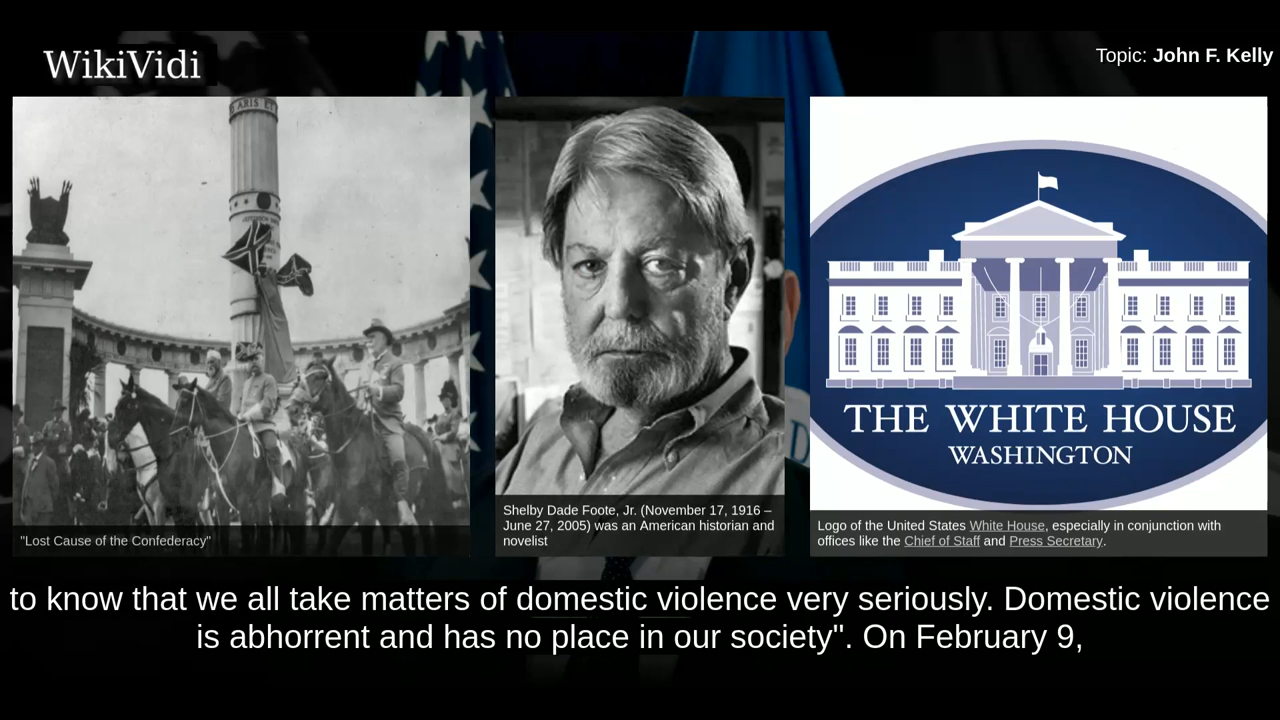 WikiVidi
Topic: John F. Kelly
ARIS ET
JEFFERSON
"Lost Cause of the Confederacy"
Shelby Dade Foote, Jr. (November 17, 1916 –
June 27, 2005) was an American historian and
novelist
THE WHITE HOUSE
WASHINGTON
Logo of the United States White House, especially in conjunction with
offices like the Chief of Staff and Press Secretary.
to know that we all take matters of domestic violence very seriously. Domestic violence
is abhorrent and has no place in our society". On February 9,